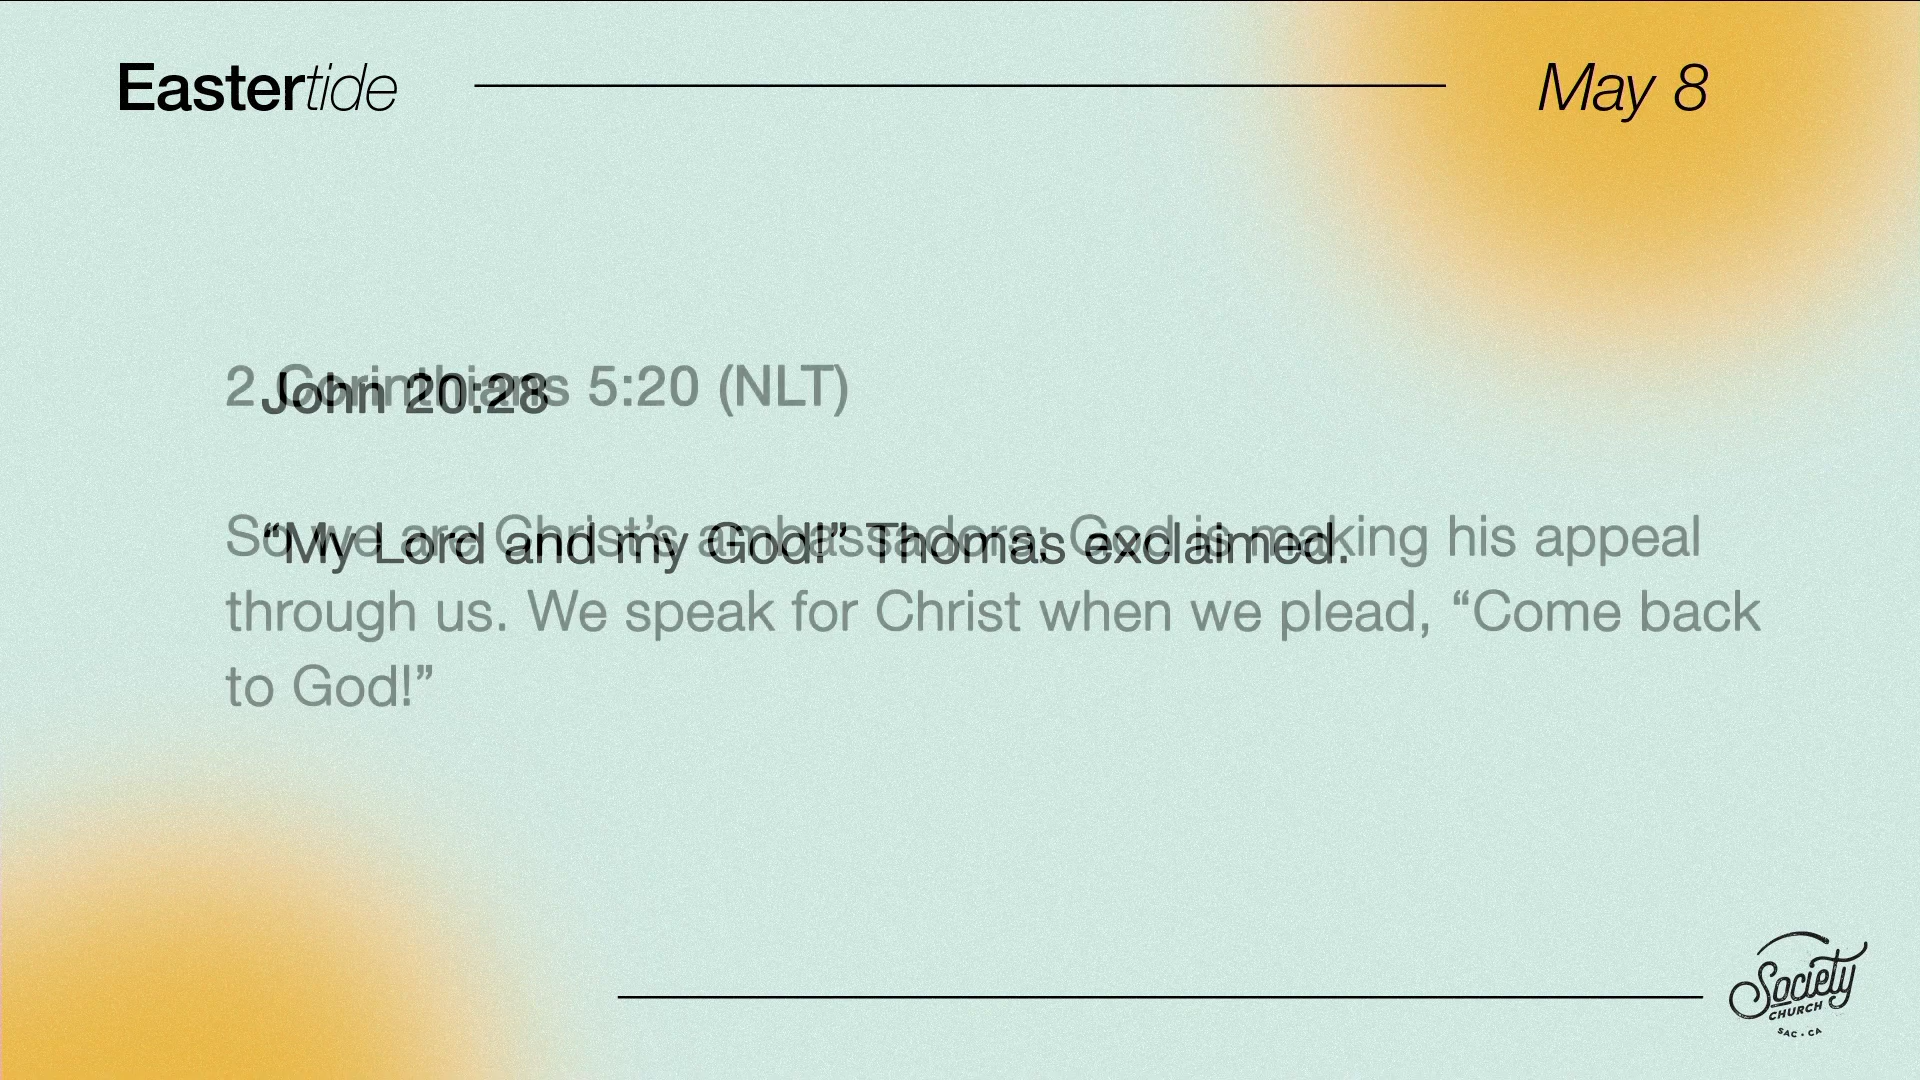 Eastertide
May 8
2 Corinthians 5:20 (NLT)
John 20:28
So we are Christ’s ambassadors; God is making his appeal
“My Lord and my God!” Thomas exclaimed.
through us. We speak for Christ when we plead, “Come back
to God!”
Society
CHURCH
SAC • CA